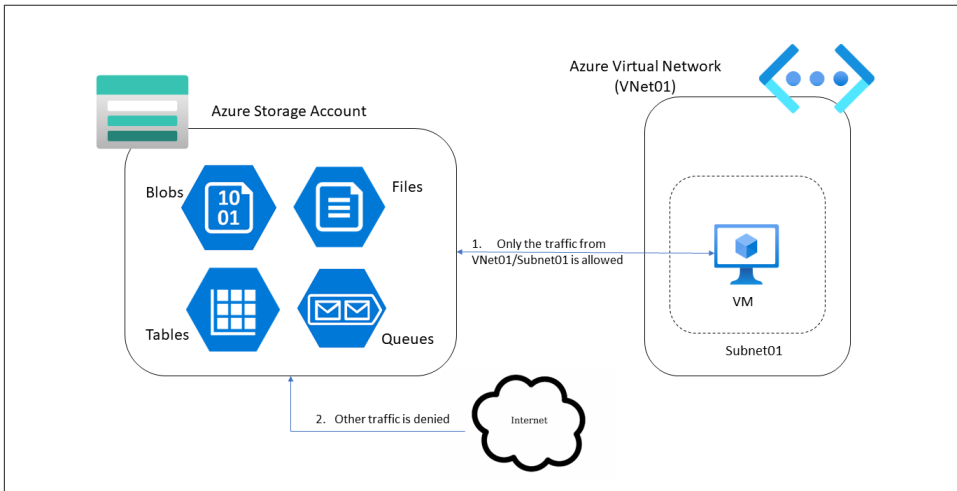 Azure Virtual Network
(VNet01)
Azure Storage Account
Blobs
10
01
Files
1. Only the traffic from
VNet01/Subnet01 is allowed
VM
Tables
Queues
Subnet01
2. Other traffic is denied
Internet